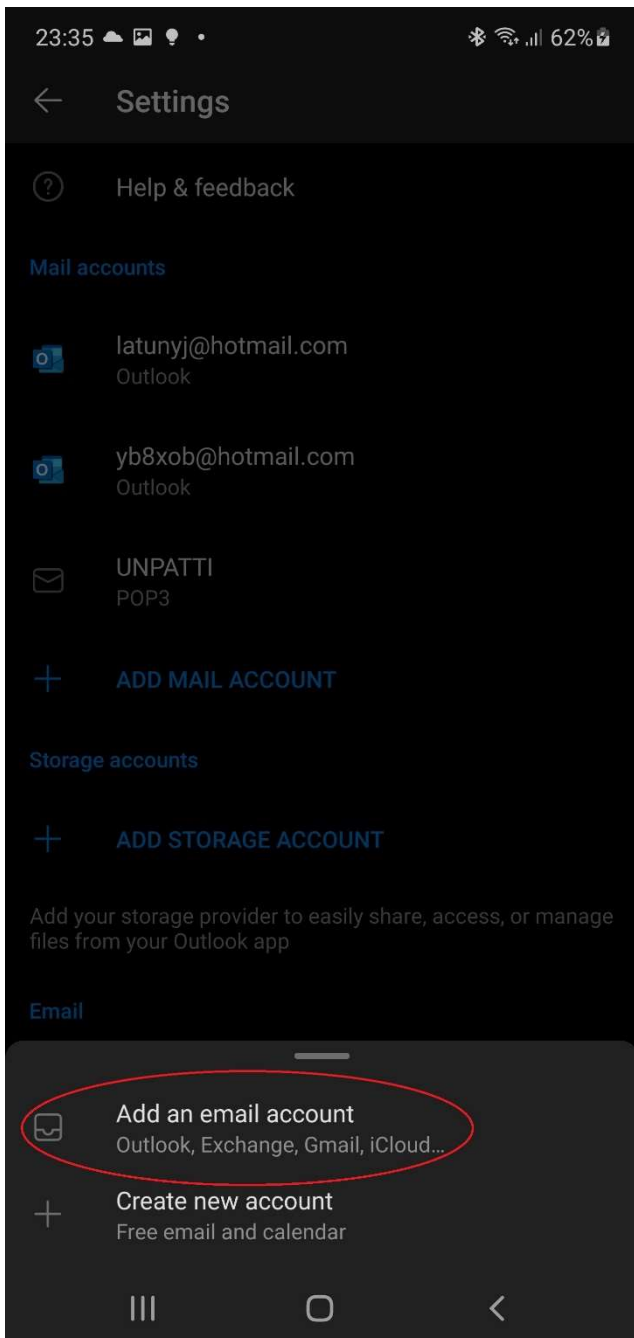 23:35 62%
Settings
Help & feedback
Mail accounts
latunyj@hotmail.com
Outlook
yb8xob@hotmail.com
Outlook
UNPATTI
POP3
ADD MAIL ACCOUNT
Storage accounts
ADD STORAGE ACCOUNT
Add your storage provider to easily share, access, or manage
files from your Outlook app
Email
Add an email account
Outlook, Exchange, Gmail, iCloud...
Create new account
Free email and calendar